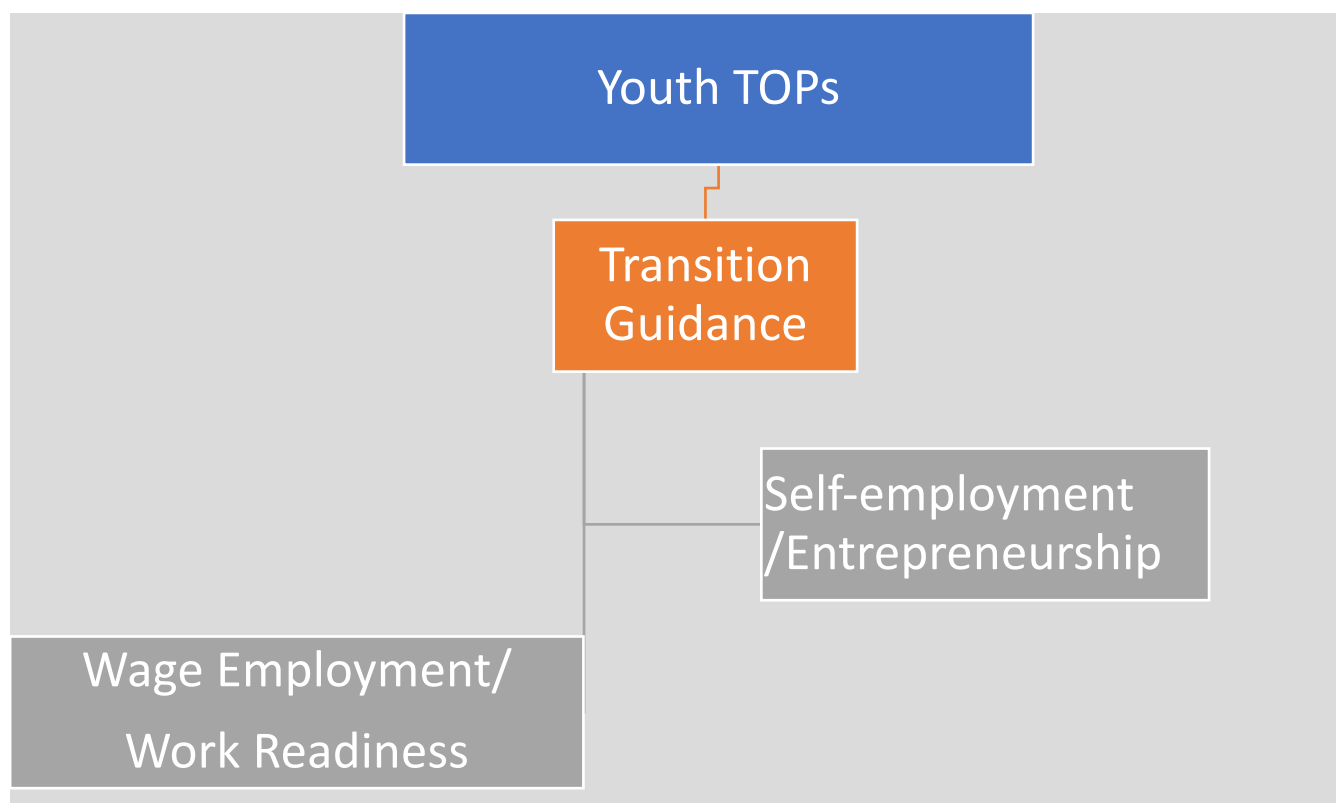 Youth TOPs
Transition
Guidance
Self-employment
/Entrepreneurship
Wage Employment/
Work Readiness